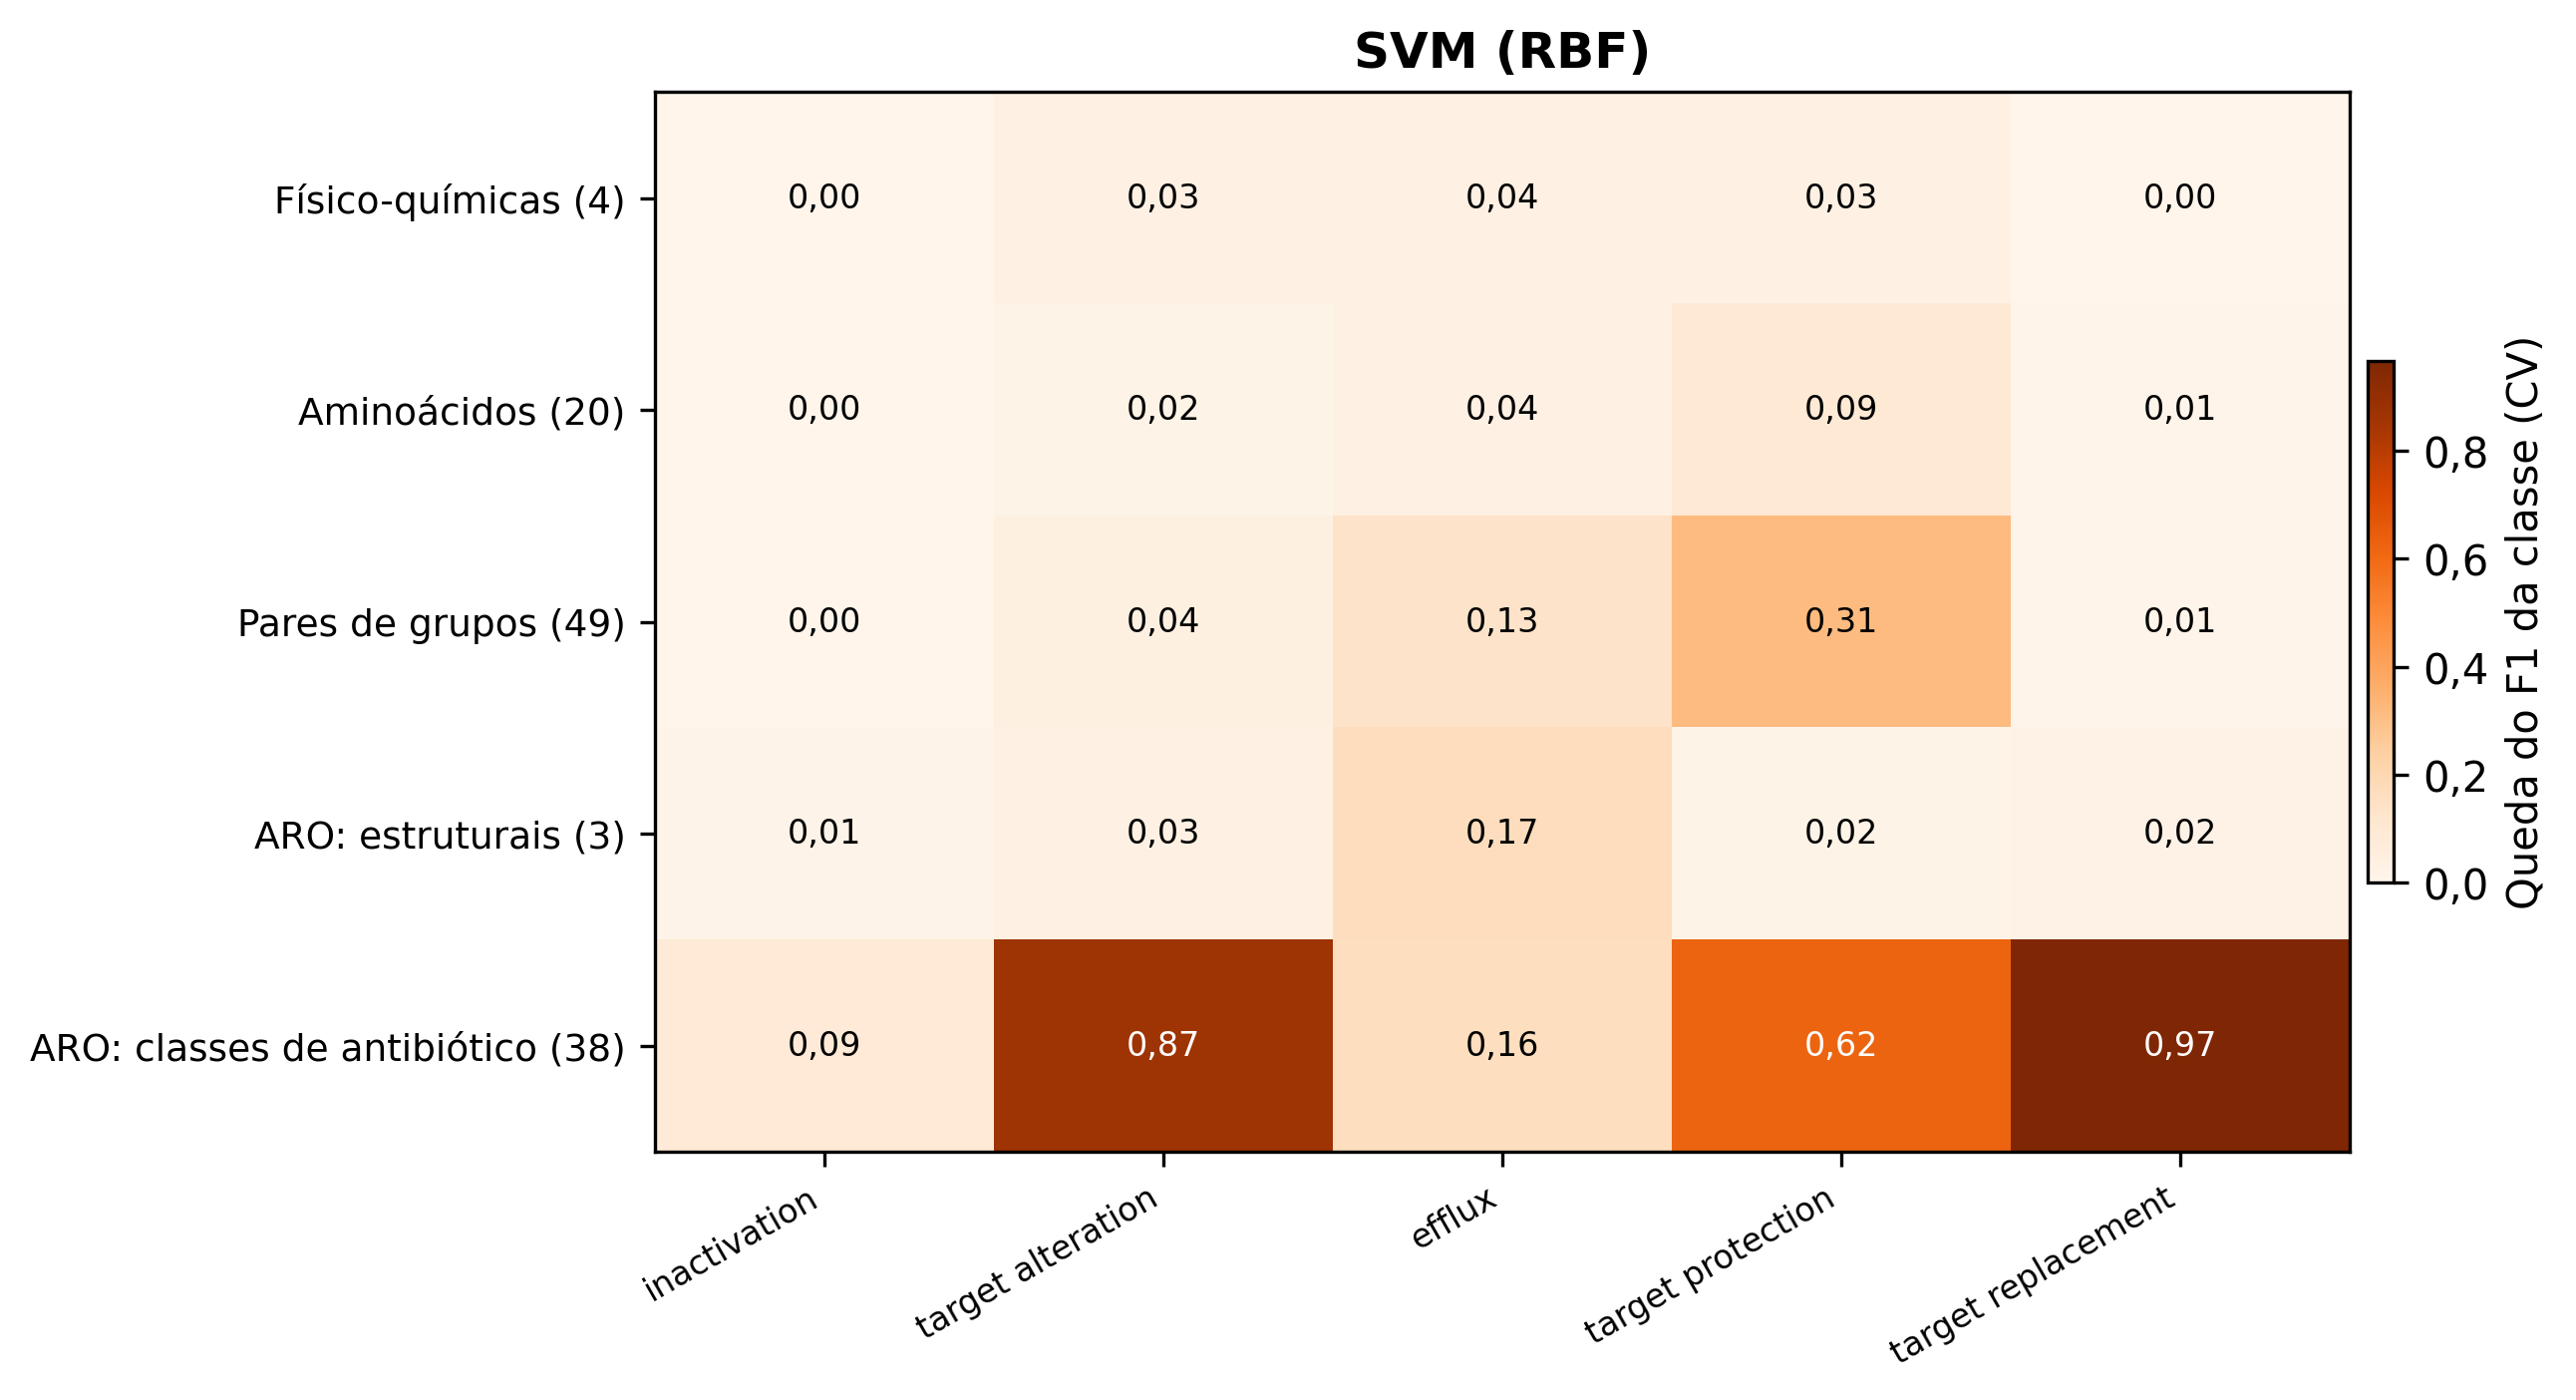 SVM (RBF)
Físico-químicas (4)
0,00 0,03 0,04 0,03 0,00
Aminoácidos (20)
0,00 0,02 0,04 0,09 0,01
Pares de grupos (49)
0,00 0,04 0,13 0,31 0,01
ARO: estruturais (3)
0,01 0,03 0,17 0,02 0,02
ARO: classes de antibiótico (38)
0,09 0,87 0,16 0,62 0,97
inactivation
target alteration
efflux
target protection
target replacement
0,8
0,6
0,4
0,2
0,0
Queda do F1 da classe (CV)